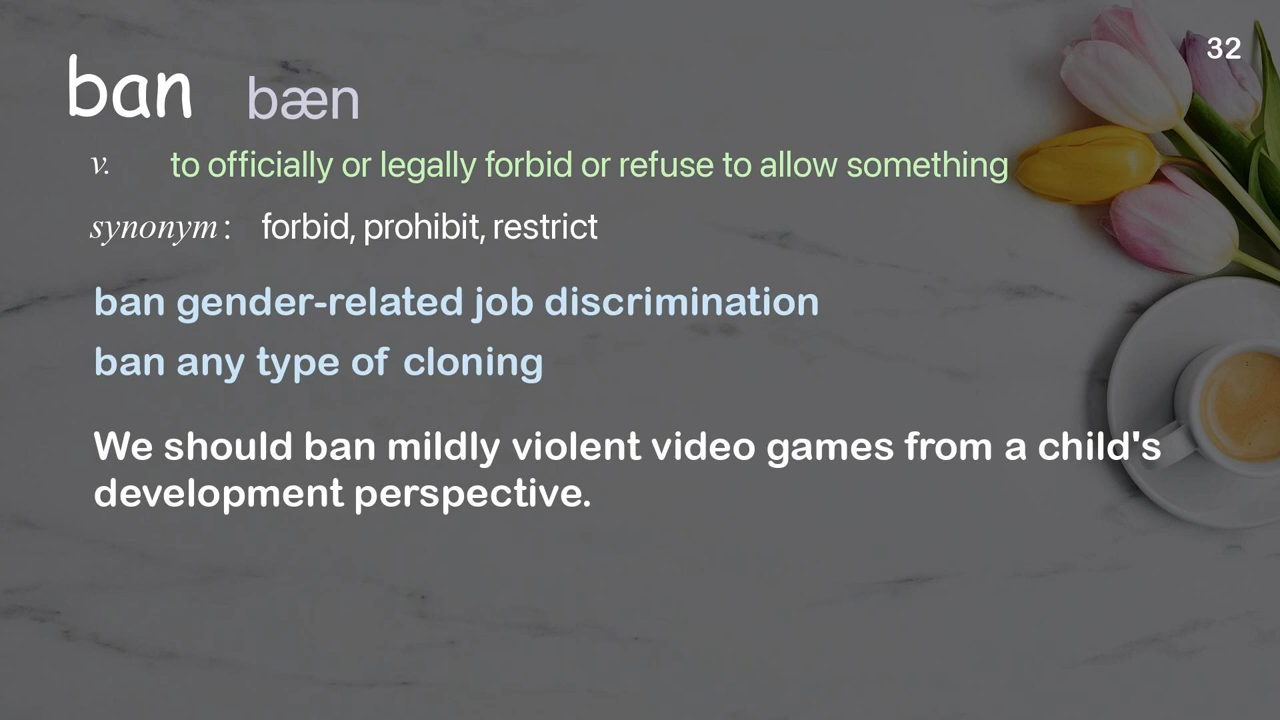 32
ban bæn
v. to officially or legally forbid or refuse to allow something
synonym: forbid, prohibit, restrict
ban gender-related job discrimination
ban any type of cloning
We should ban mildly violent video games from a child's
development perspective.